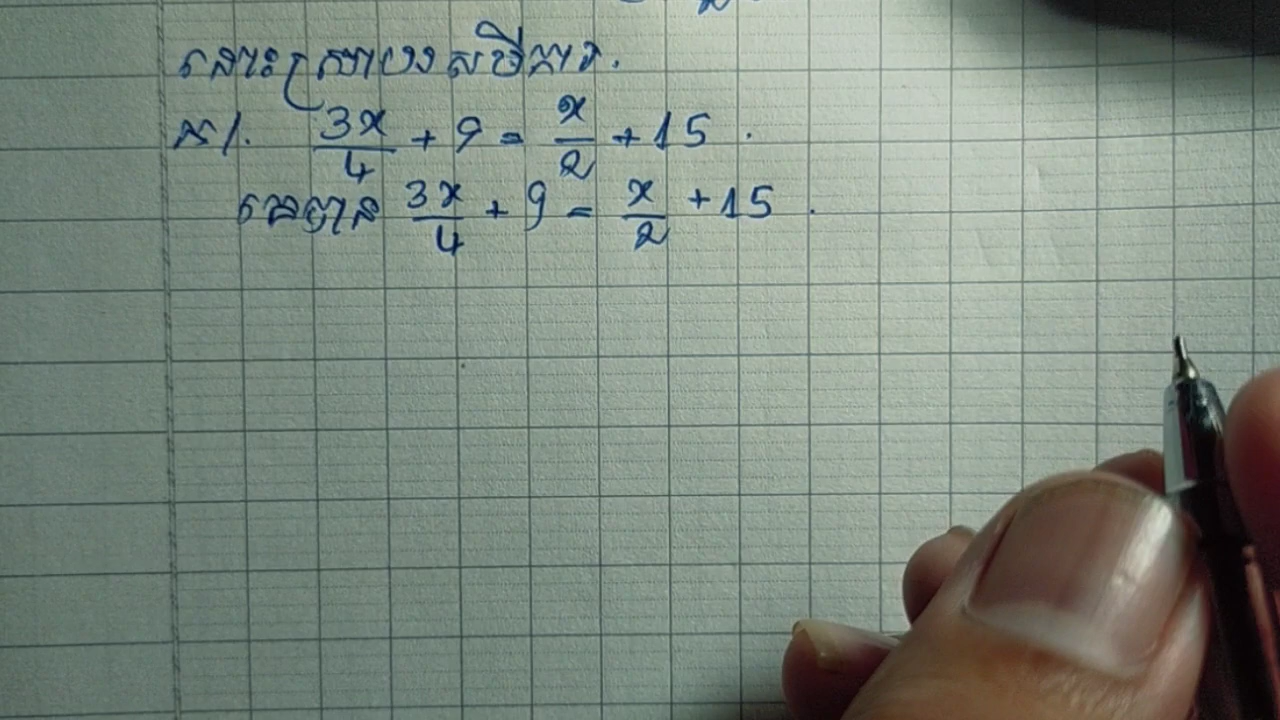 ដោះស្រាយសមីការ.
ក/. 3x/4 + 9 = x/2 + 15 .
គេបាន 3x/4 + 9 = x/2 + 15 .